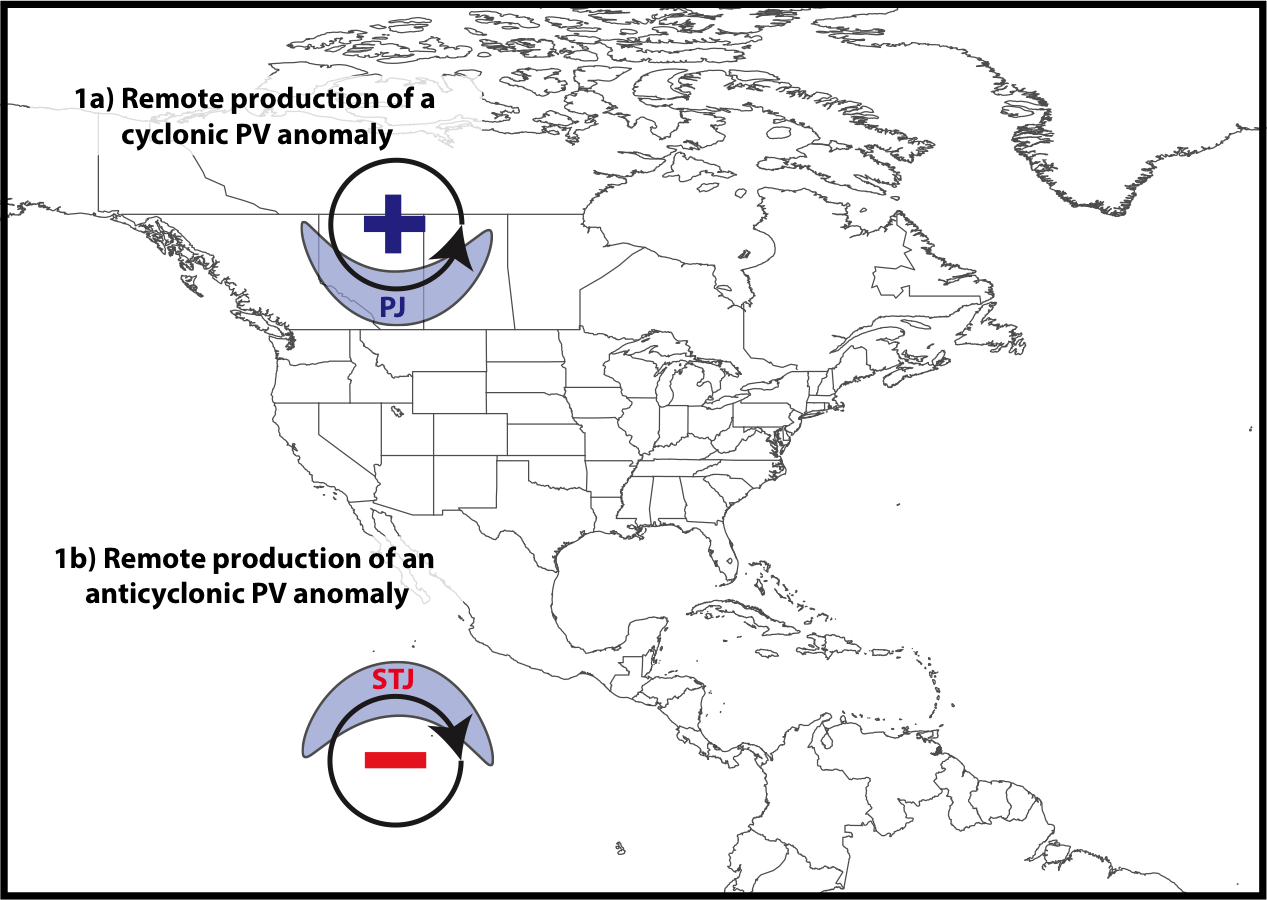 1a) Remote production of a
cyclonic PV anomaly
PJ
1b) Remote production of an
anticyclonic PV anomaly
STJ